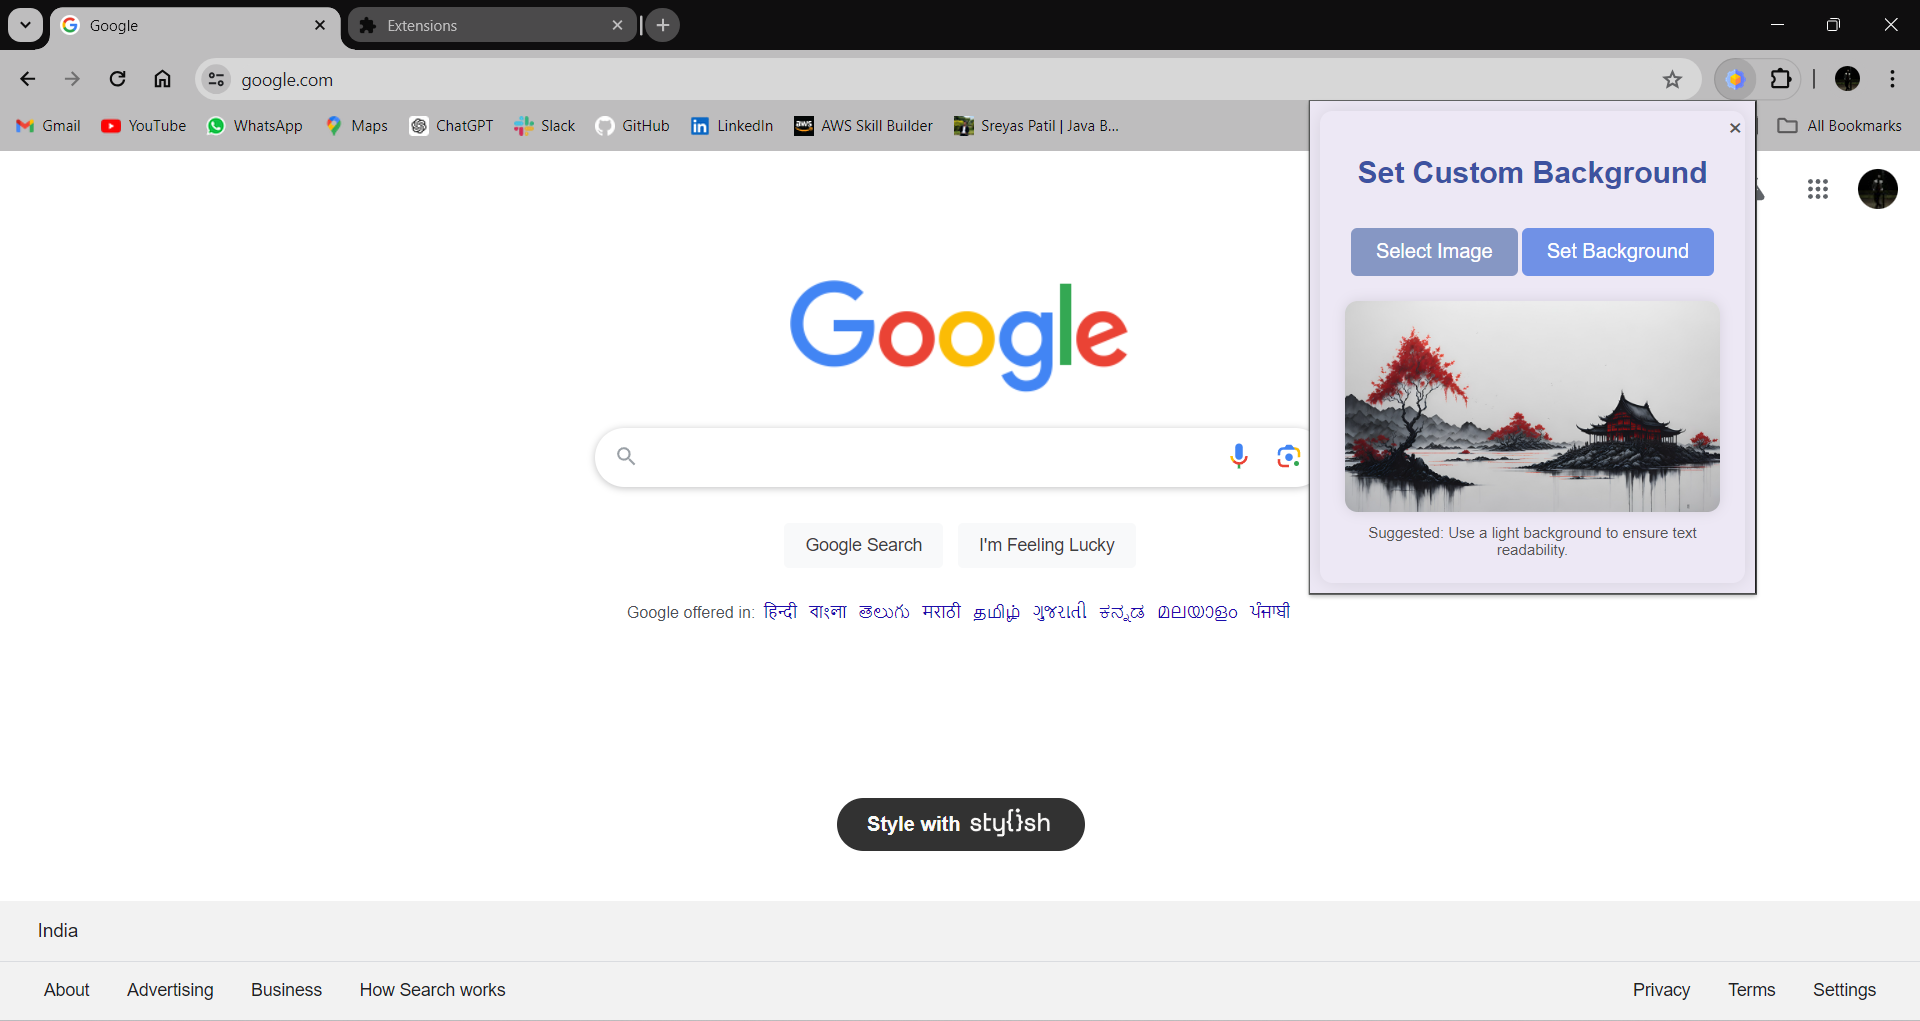 Google
Extensions
google.com
Gmail YouTube WhatsApp Maps ChatGPT Slack GitHub LinkedIn AWS Skill Builder Sreyas Patil | Java B... All Bookmarks
Set Custom Background
Select Image Set Background
Suggested: Use a light background to ensure text
readability.
Google
Google Search I'm Feeling Lucky
Google offered in: हिन्दी বাংলা తెలుగు मराठी தமிழ் ગુજરાતી ಕನ್ನಡ മലയാളം ਪੰਜਾਬੀ
Style with sty{i}sh
India
About Advertising Business How Search works Privacy Terms Settings